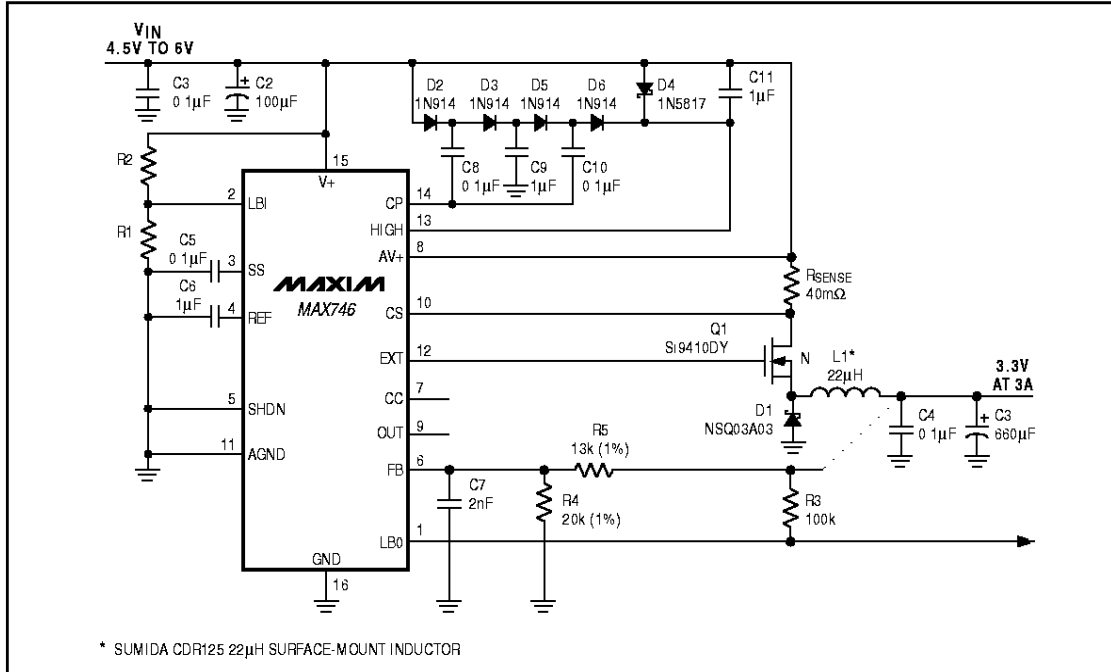 VIN
4.5V TO 6V
C3
0 1µF
+
C2
100µF
D2
1N914
D3
1N914
D5
1N914
D6
1N914
D4
1N5817
C11
1µF
R2
15
V+
C8
0 1µF
C9
1µF
C10
0 1µF
2
LBI
14
CP
13
HIGH
R1
C5
0 1µF
3
SS
8
AV+
MAXIM
MAX746
RSENSE
40mΩ
C6
1µF
4
REF
10
CS
Q1
Si9410DY
N
12
EXT
L1*
22µH
3.3V
AT 3A
7
CC
5
SHDN
D1
NSQ03A03
C4
0 1µF
+
C3
660µF
9
OUT
R5
13k (1%)
11
AGND
6
FB
C7
2nF
R4
20k (1%)
R3
100k
1
LB0
GND
16
* SUMIDA CDR125 22µH SURFACE-MOUNT INDUCTOR